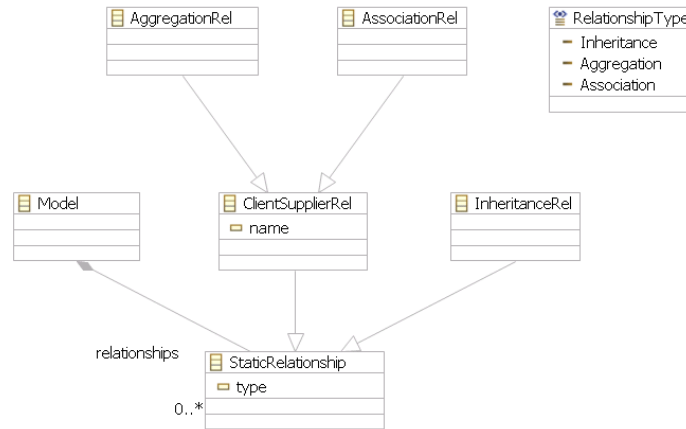 AggregationRel
AssociationRel
RelationshipType
Inheritance
Aggregation
Association
Model
ClientSupplierRel
name
InheritanceRel
relationships
StaticRelationship
type
0..*